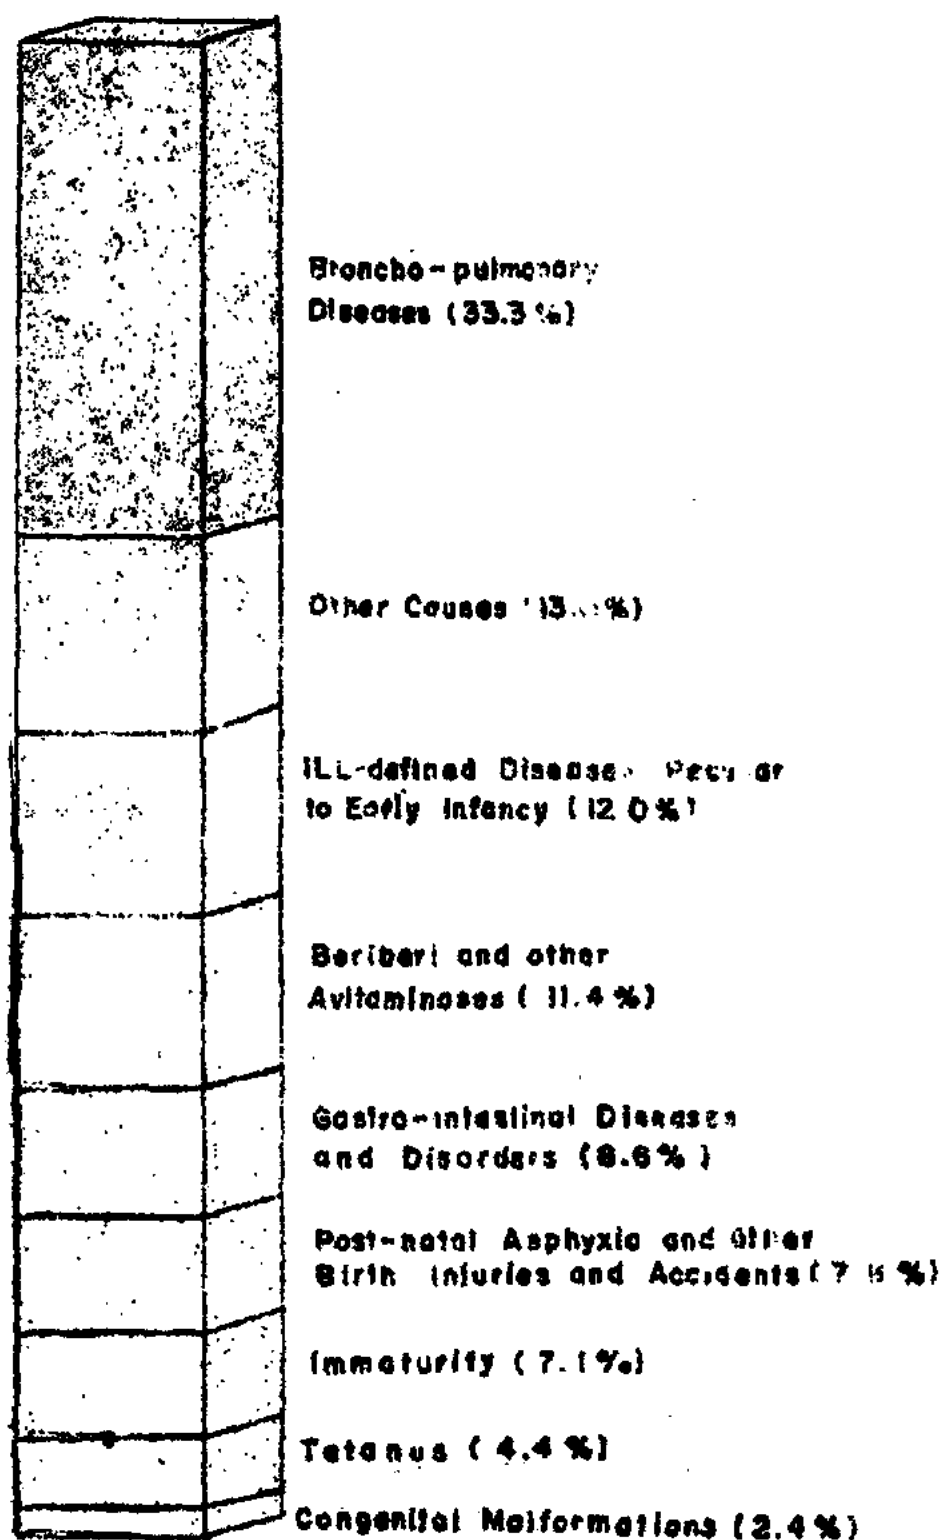 Broncho-pulmonary
Diseases (33.3%)
Other Causes
ILL-defined Diseases
to Early Infancy (12.0%)
Beriberi and other
Avitaminoses (11.4%)
Gastro-intestinal Diseases
and Disorders (8.6%)
Post-natal Asphyxia and Other
Birth Injuries and Accidents
Immaturity (7.1%)
Tetanus (4.4%)
Congenital Malformations (2.4%)